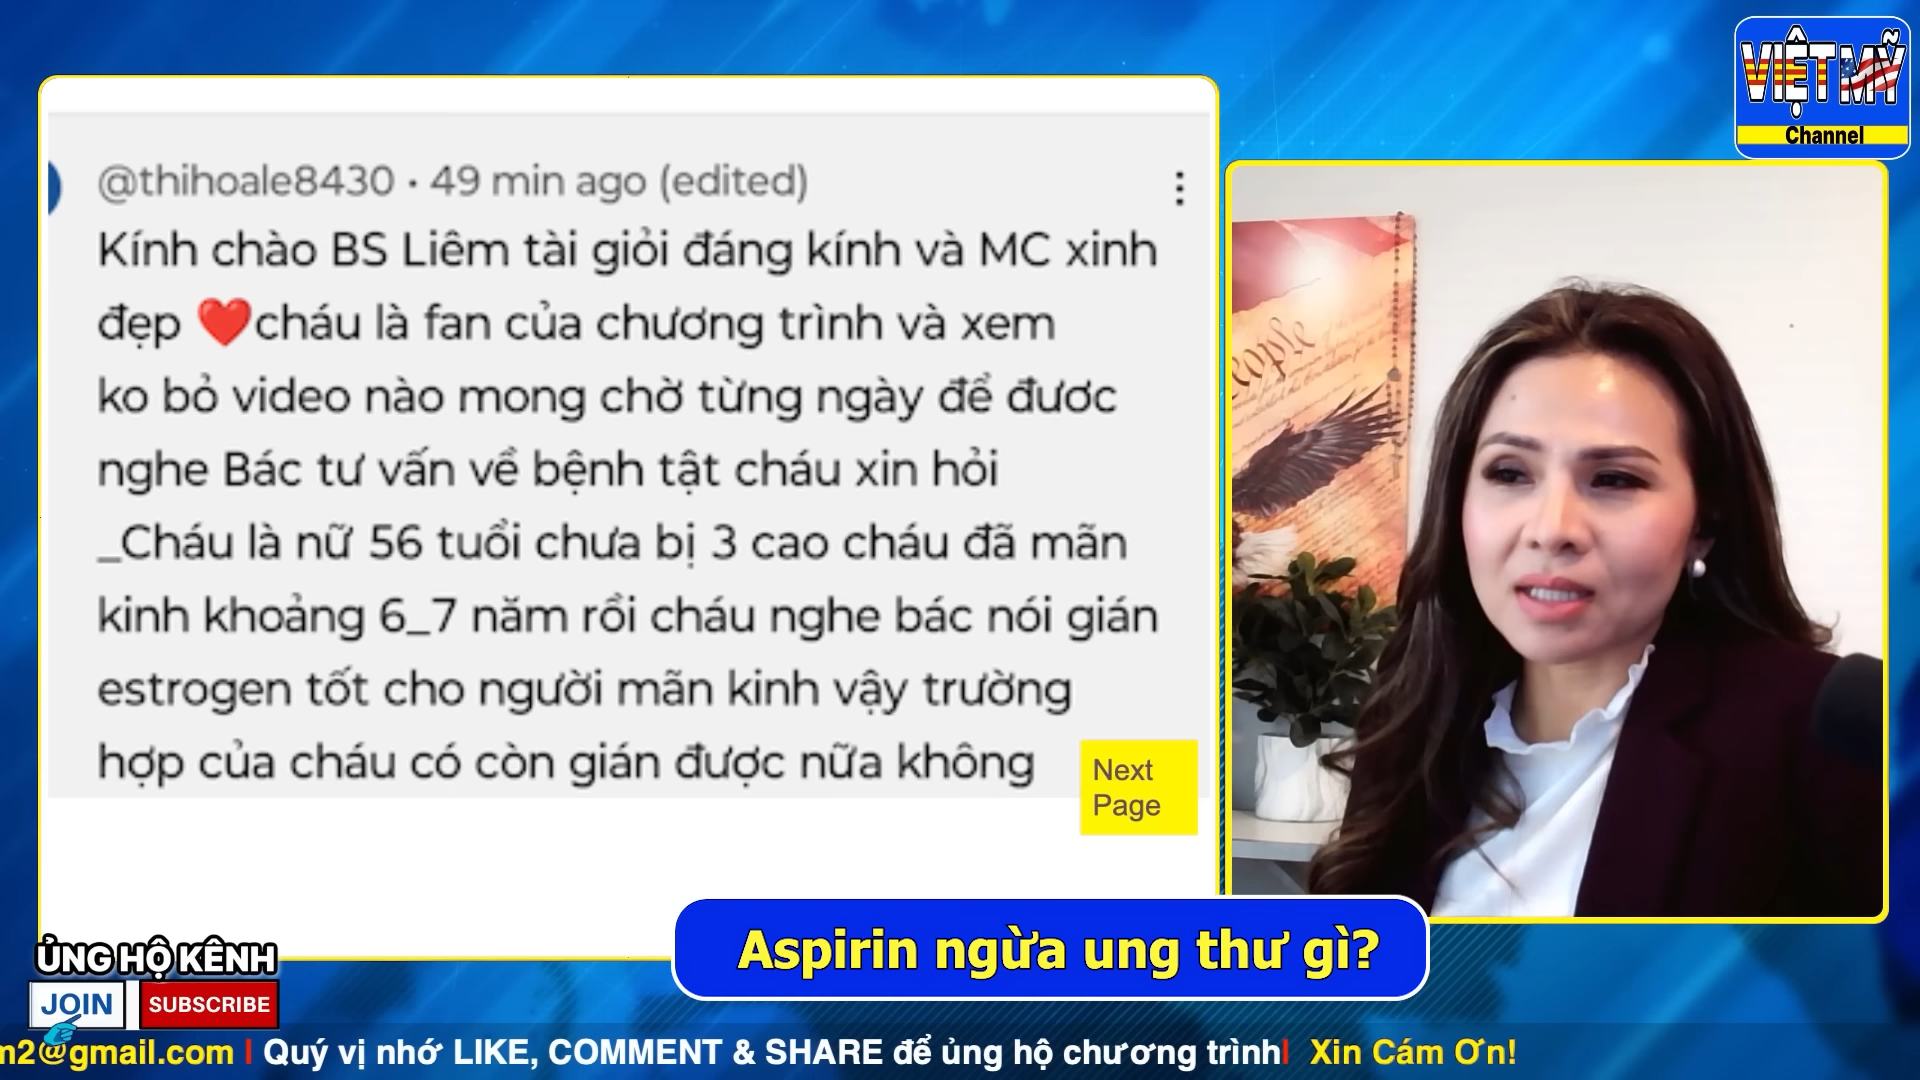 VIỆT MỸ
Channel
@thihoale8430 • 49 min ago (edited)
Kính chào BS Liêm tài giỏi đáng kính và MC xinh
đẹp ❤️cháu là fan của chương trình và xem
ko bỏ video nào mong chờ từng ngày để đươc
nghe Bác tư vấn về bệnh tật cháu xin hỏi
_Cháu là nữ 56 tuổi chưa bị 3 cao cháu đã mãn
kinh khoảng 6_7 năm rồi cháu nghe bác nói gián
estrogen tốt cho người mãn kinh vậy trường
hợp của cháu có còn gián được nữa không
Next
Page
Aspirin ngừa ung thư gì?
ỦNG HỘ KÊNH
JOIN SUBSCRIBE
m2@gmail.com | Quý vị nhớ LIKE, COMMENT & SHARE để ủng hộ chương trình| Xin Cám Ơn!